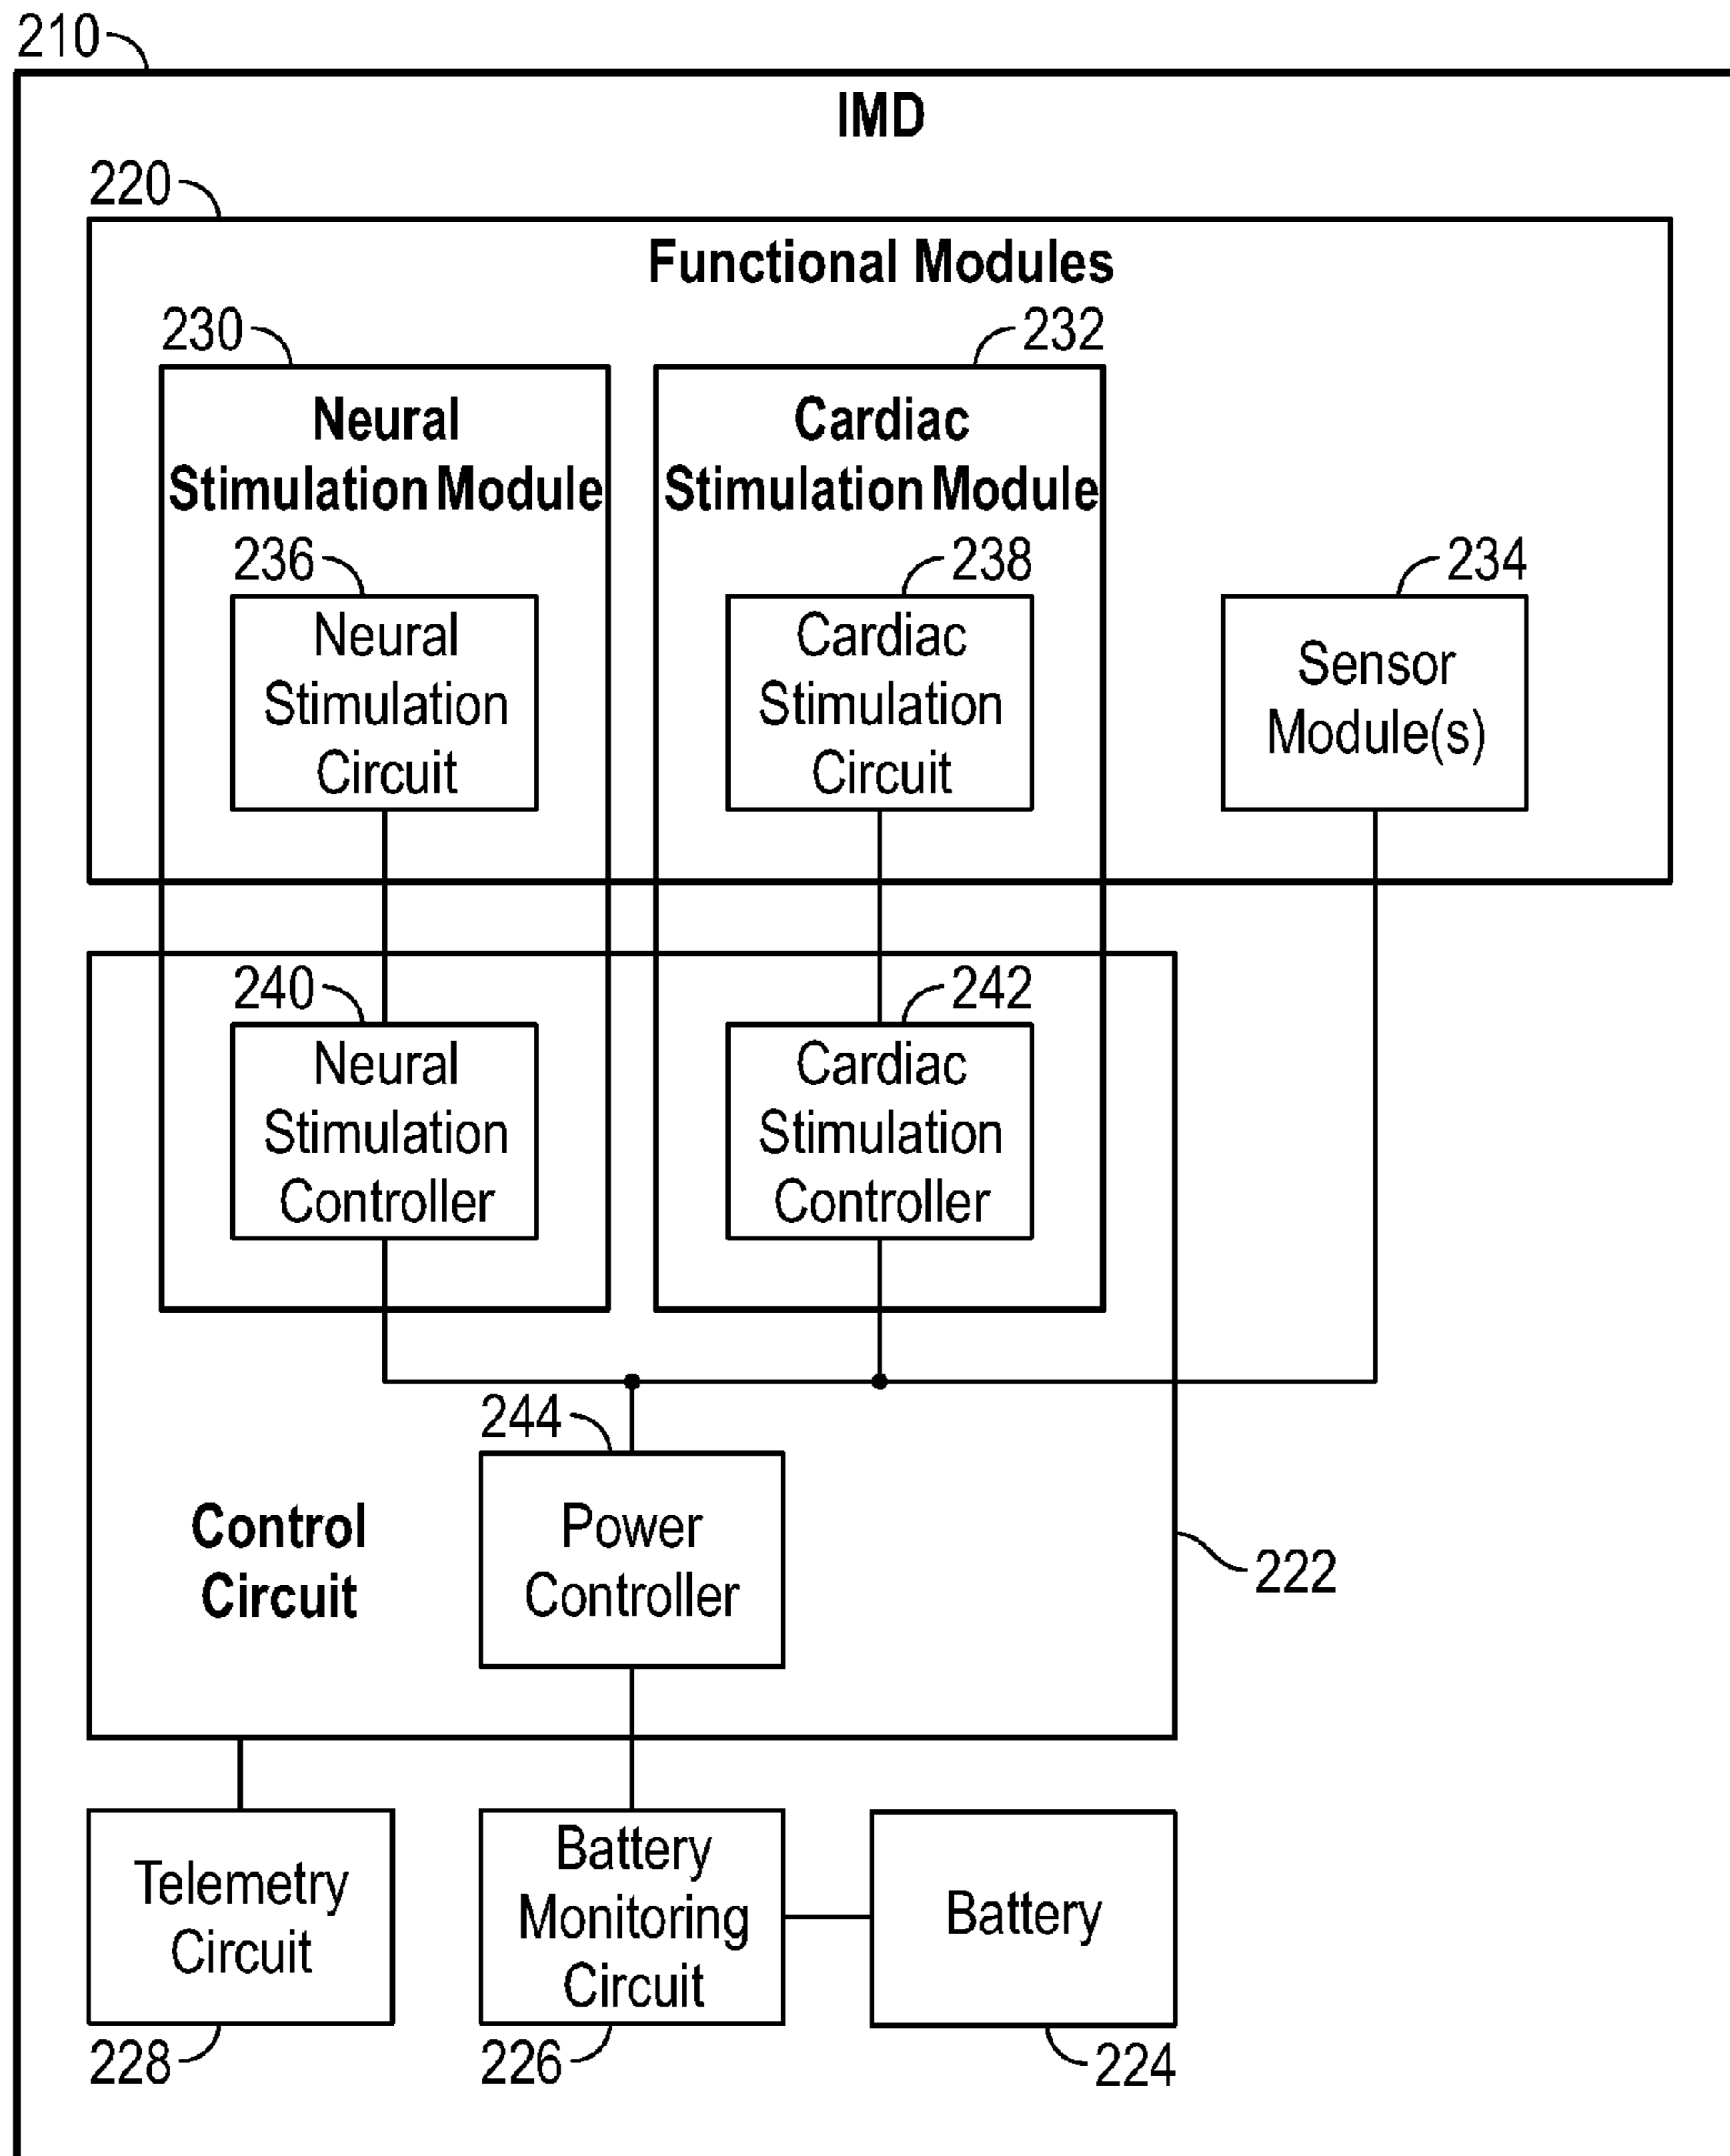 210
IMD
220
Functional Modules
230
232
Neural
Stimulation Module
Cardiac
Stimulation Module
236
238
234
Neural
Stimulation
Circuit
Cardiac
Stimulation
Circuit
Sensor
Module(s)
240
242
Neural
Stimulation
Controller
Cardiac
Stimulation
Controller
244
Control
Circuit
Power
Controller
222
Telemetry
Circuit
Battery
Monitoring
Circuit
Battery
228
226
224